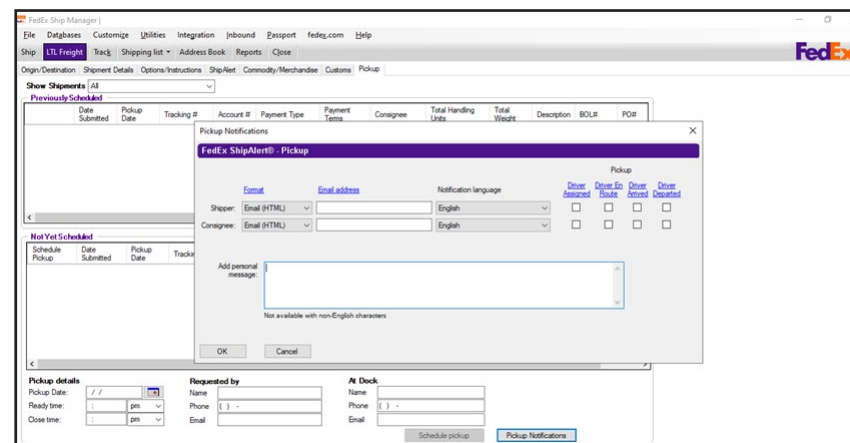 FedEx Ship Manager |
File Databases Customize Utilities Integration Inbound Passport fedex.com Help
Ship LTL Freight Track Shipping list Address Book Reports Close
FedEx
Origin/Destination Shipment Details Options/Instructions ShipAlert Commodity/Merchandise Customs Pickup
Show Shipments All
Previously Scheduled
Date Submitted Pickup Date Tracking # Account # Payment Type Payment Terms Consignee Total Handling Units Total Weight Description BOL# PO#
Pickup Notifications
FedEx ShipAlert® - Pickup
Pickup
Format Email address Notification language Driver Assigned Driver En Route Driver Arrived Driver Departed
Shipper: Email (HTML) English
Consignee: Email (HTML) English
Add personal message:
Not available with non-English characters
OK Cancel
Not Yet Scheduled
Schedule Pickup Date Submitted Pickup Date
Pickup details Requested by At Dock
Pickup Date: / / Name Name
Ready time: : pm Phone ( ) - Phone ( ) -
Close time: : pm Email Email
Schedule pickup Pickup Notifications